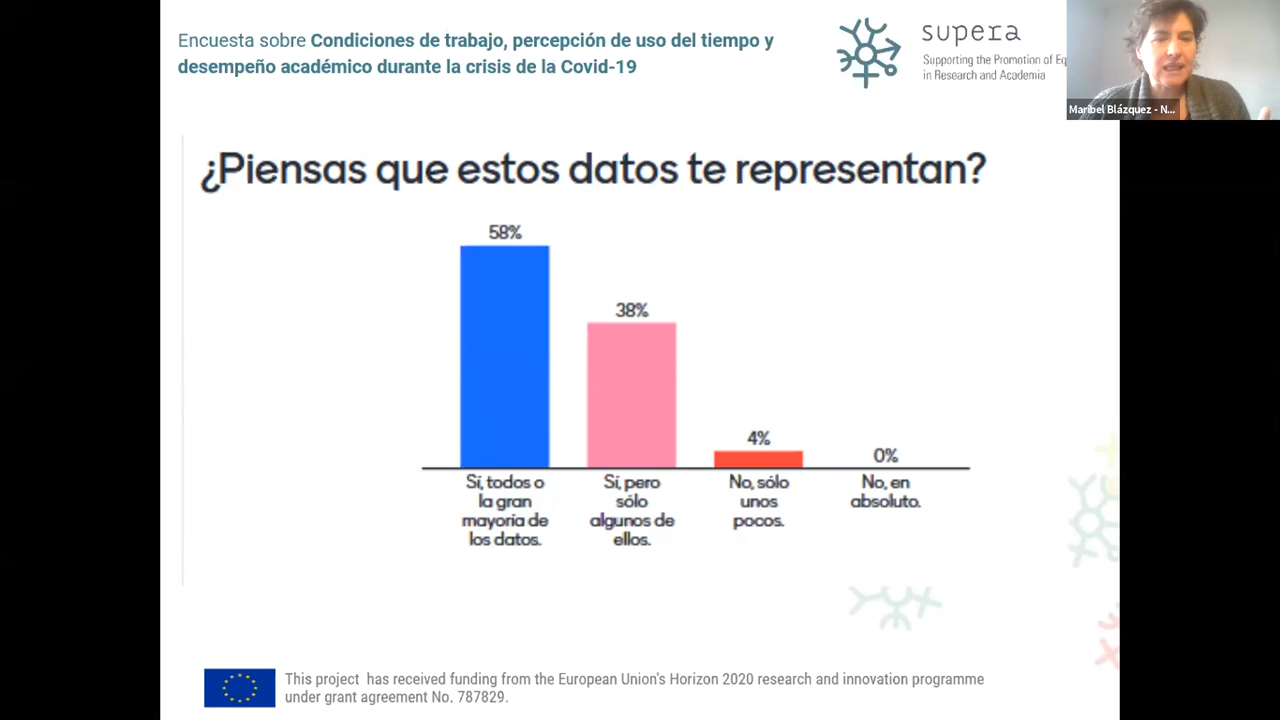 Encuesta sobre Condiciones de trabajo, percepción de uso del tiempo y
desempeño académico durante la crisis de la Covid-19
supera
Supporting the Promotion of Eq
in Research and Academia
Maribel Blázquez - N...
¿Piensas que estos datos te representan?
58%
38%
4%
0%
Sí, todos o
la gran
mayoría de
los datos.
Sí, pero
sólo
algunos de
ellos.
No, sólo
unos
pocos.
No, en
absoluto.
This project has received funding from the European Union's Horizon 2020 research and innovation programme
under grant agreement No. 787829.